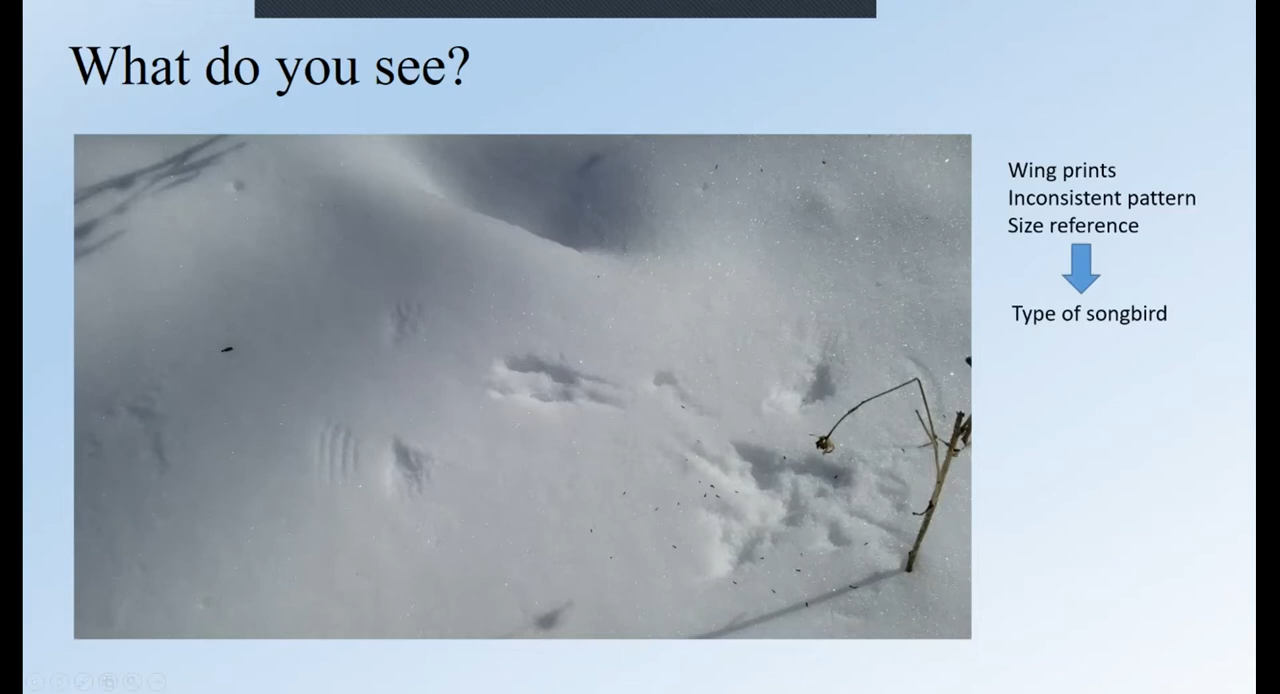 What do you see?
Wing prints
Inconsistent pattern
Size reference
Type of songbird